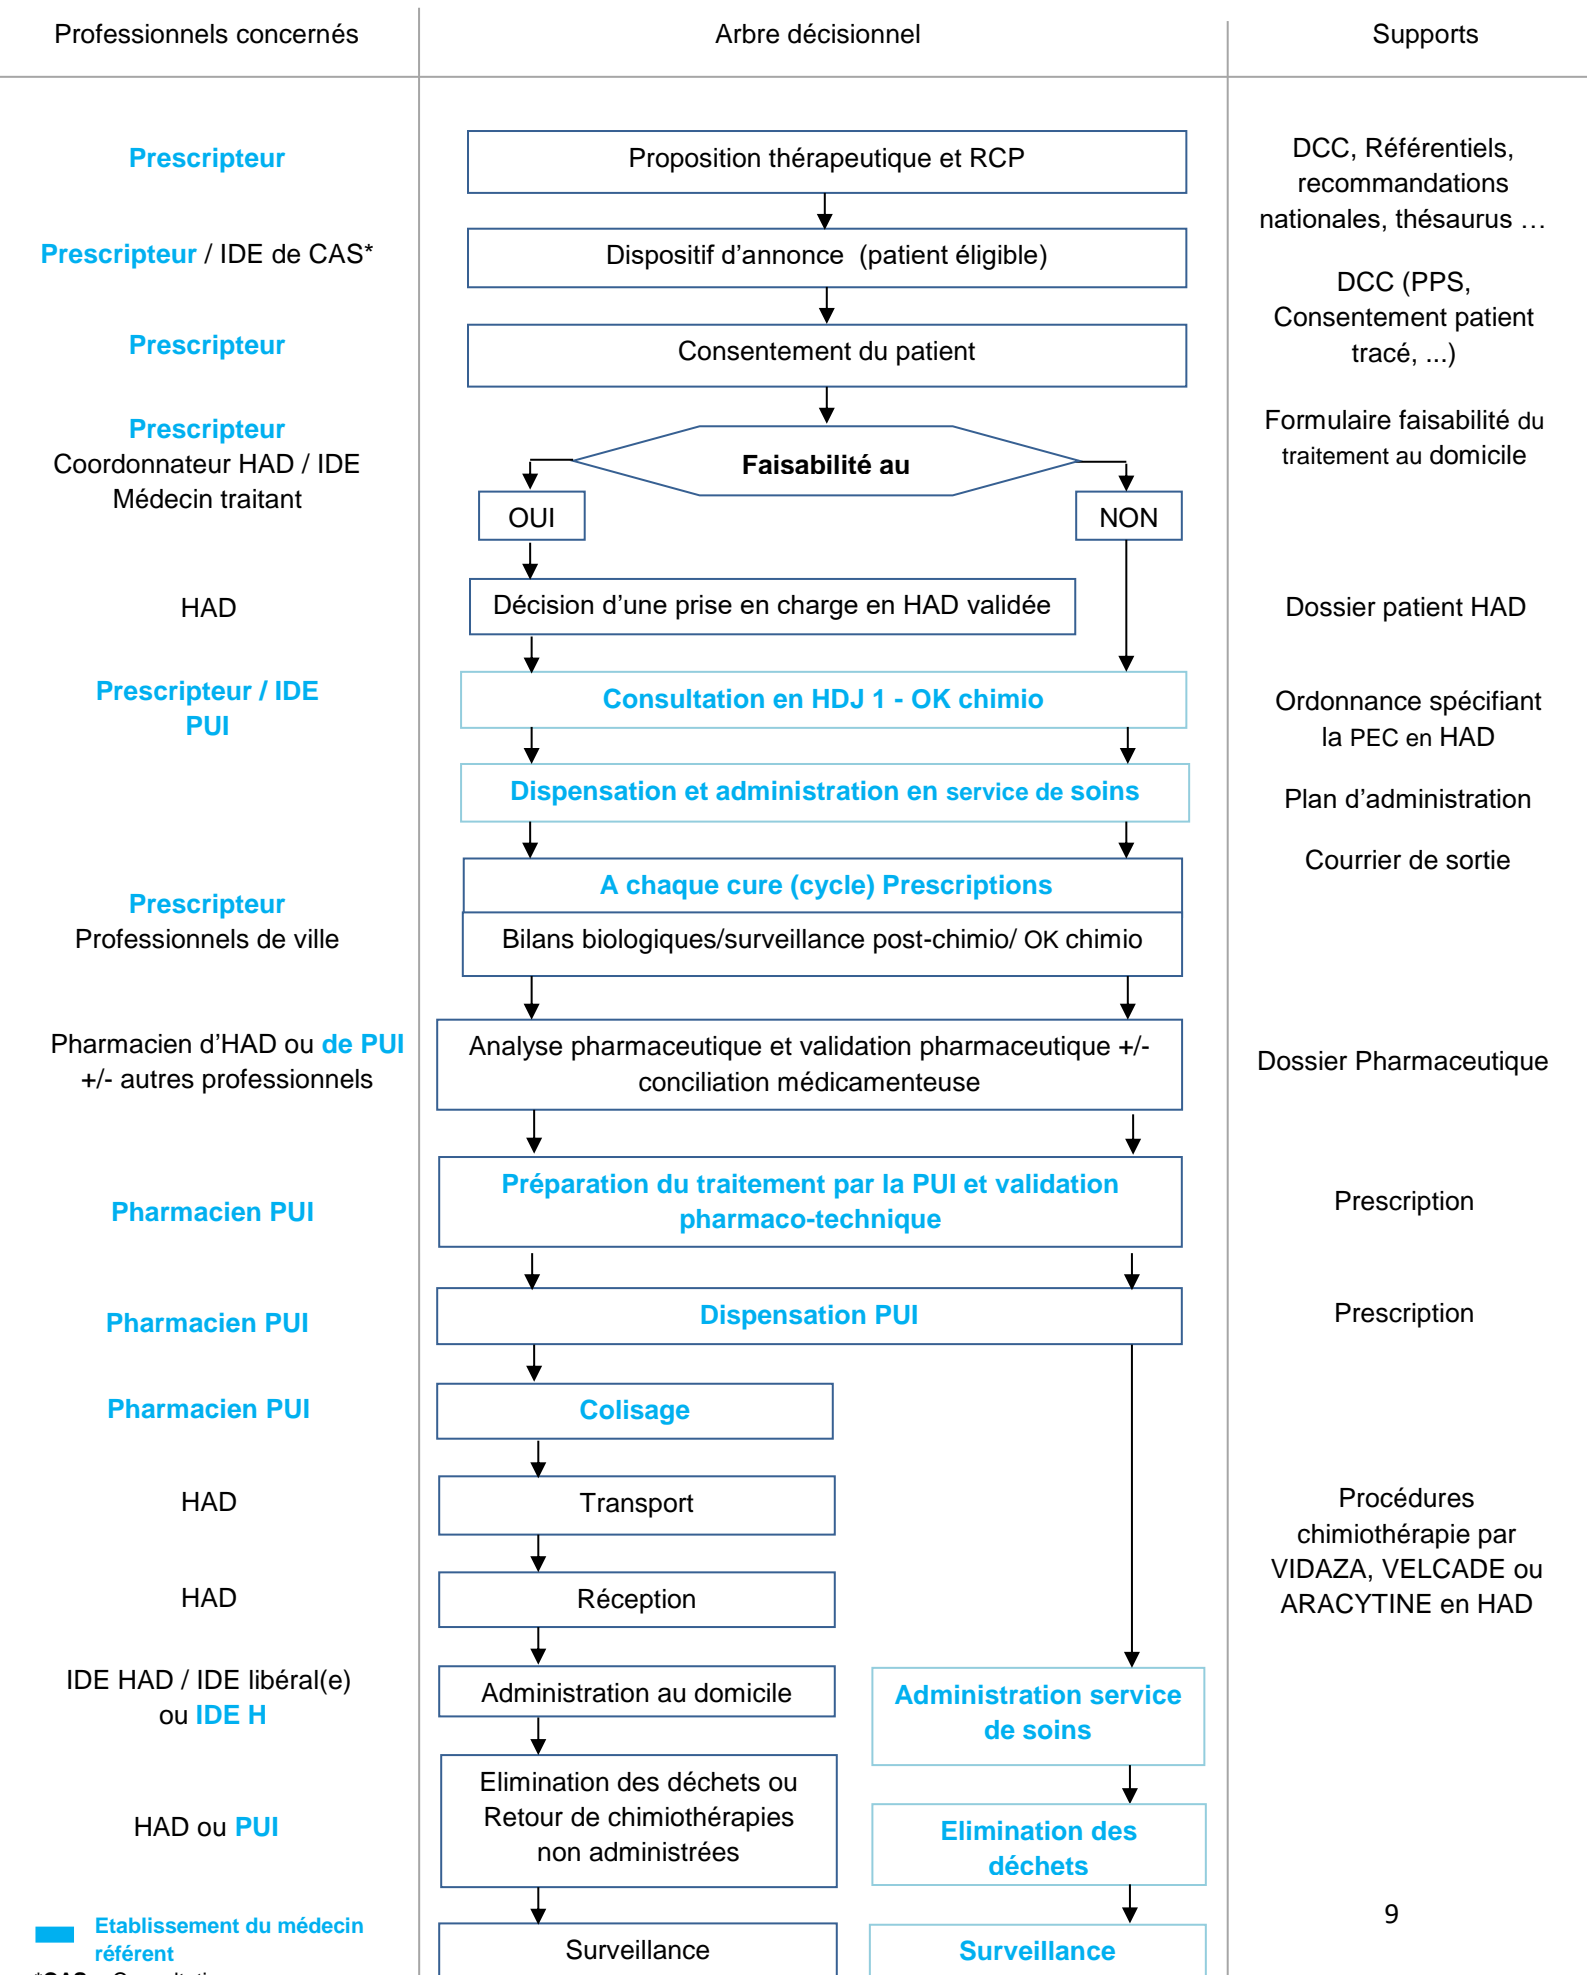 Professionnels concernés
Arbre décisionnel
Supports
Prescripteur
Proposition thérapeutique et RCP
DCC, Référentiels,
recommandations
nationales, thésaurus …
Prescripteur / IDE de CAS*
Dispositif d’annonce (patient éligible)
DCC (PPS,
Consentement patient
tracé, ...)
Prescripteur
Consentement du patient
Prescripteur
Coordonnateur HAD / IDE
Médecin traitant
Faisabilité au
Formulaire faisabilité du
traitement au domicile
OUI
NON
HAD
Décision d’une prise en charge en HAD validée
Dossier patient HAD
Prescripteur / IDE
PUI
Consultation en HDJ 1 - OK chimio
Ordonnance spécifiant
la PEC en HAD
Dispensation et administration en service de soins
Plan d’administration
Courrier de sortie
Prescripteur
Professionnels de ville
A chaque cure (cycle) Prescriptions
Bilans biologiques/surveillance post-chimio/ OK chimio
Pharmacien d’HAD ou de PUI
+/- autres professionnels
Analyse pharmaceutique et validation pharmaceutique +/-
conciliation médicamenteuse
Dossier Pharmaceutique
Pharmacien PUI
Préparation du traitement par la PUI et validation
pharmaco-technique
Prescription
Pharmacien PUI
Dispensation PUI
Prescription
Pharmacien PUI
Colisage
HAD
Transport
Procédures
chimiothérapie par
VIDAZA, VELCADE ou
ARACYTINE en HAD
HAD
Réception
IDE HAD / IDE libéral(e)
ou IDE H
Administration au domicile
Administration service
de soins
HAD ou PUI
Elimination des déchets ou
Retour de chimiothérapies
non administrées
Elimination des
déchets
Surveillance
Surveillance
Etablissement du médecin
référent
9